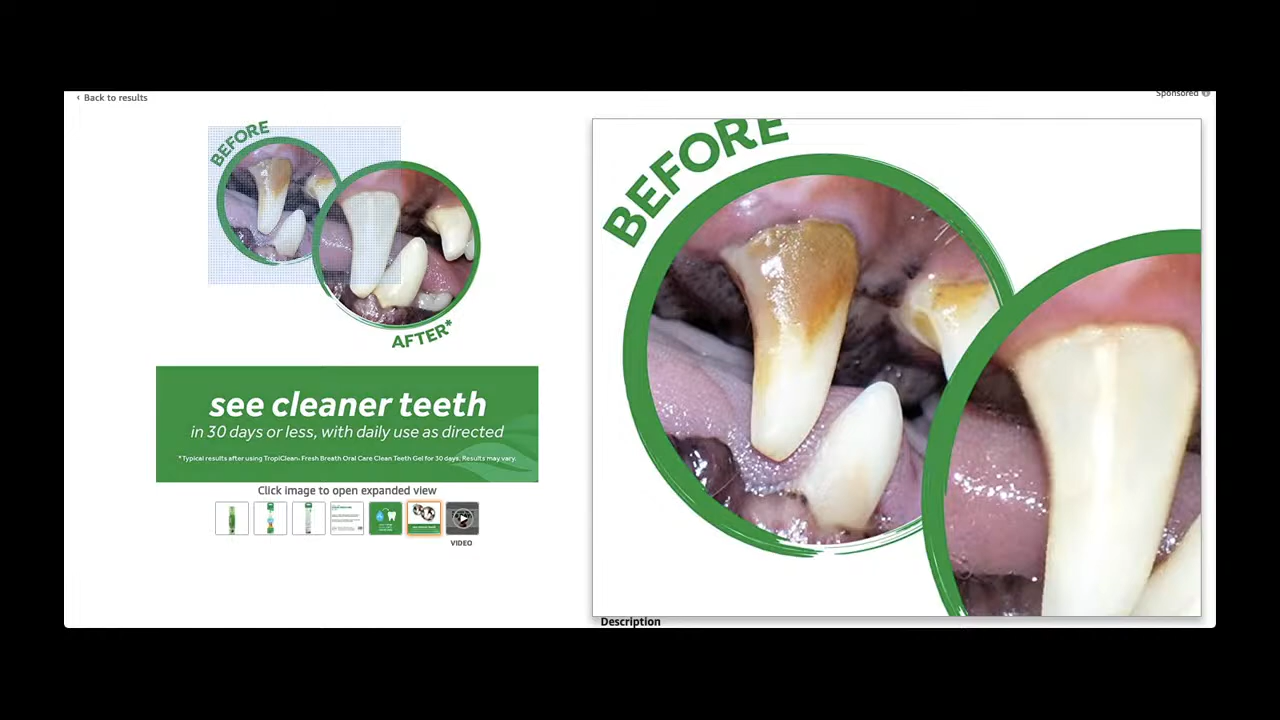 ‹ Back to results
Sponsored
BEFORE
AFTER*
see cleaner teeth
in 30 days or less, with daily use as directed
*Typical results after using TropiClean® Fresh Breath Oral Care Clean Teeth Gel for 30 days. Results may vary.
Click image to open expanded view
VIDEO
BEFORE
Description